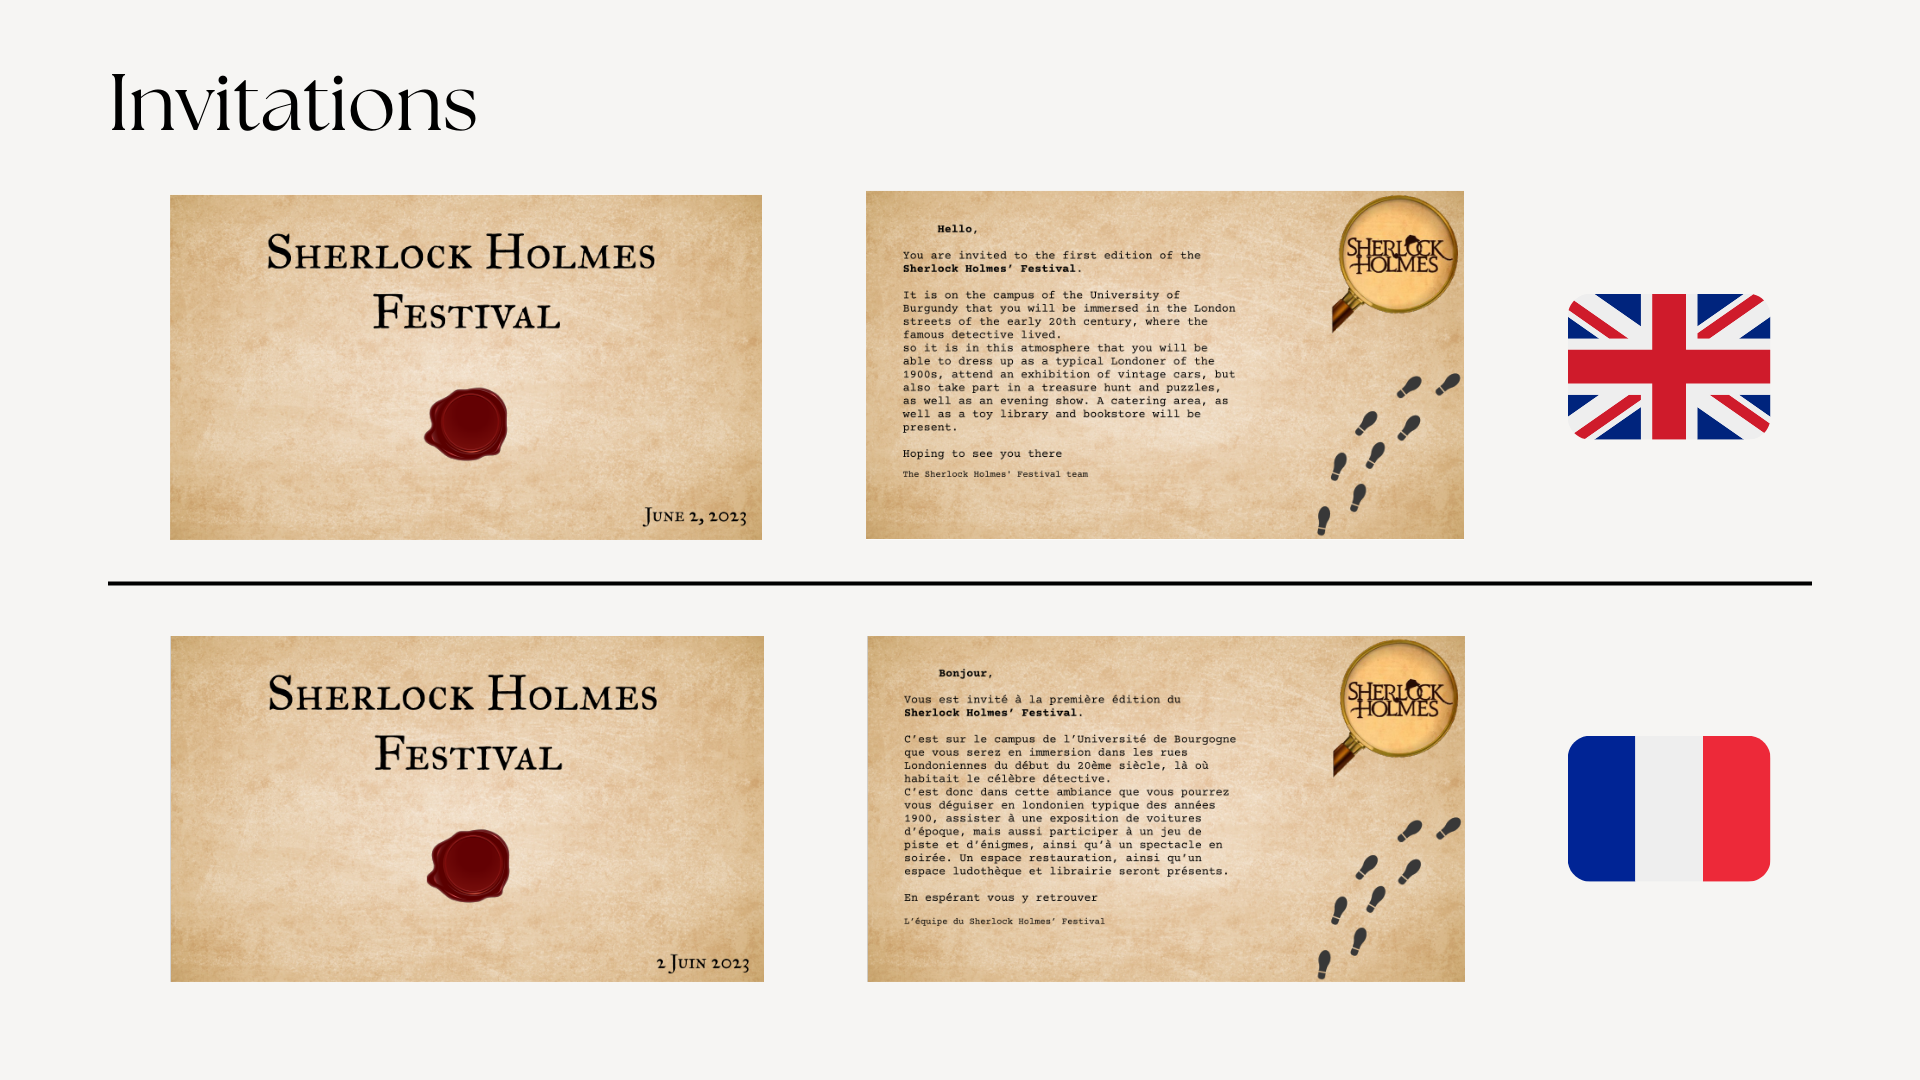 Invitations
Sherlock Holmes
Festival
June 2, 2023
Hello,
You are invited to the first edition of the
Sherlock Holmes’ Festival.
It is on the campus of the University of
Burgundy that you will be immersed in the London
streets of the early 20th century, where the
famous detective lived.
so it is in this atmosphere that you will be
able to dress up as a typical Londoner of the
1900s, attend an exhibition of vintage cars, but
also take part in a treasure hunt and puzzles,
as well as an evening show. A catering area, as
well as a toy library and bookstore will be
present.
Hoping to see you there
The Sherlock Holmes’ Festival team
SHERLOCK
HOLMES
Sherlock Holmes
Festival
2 Juin 2023
Bonjour,
Vous est invité à la première édition du
Sherlock Holmes’ Festival.
C’est sur le campus de l’Université de Bourgogne
que vous serez en immersion dans les rues
Londoniennes du début du 20ème siècle, là où
habitait le célèbre détective.
C’est donc dans cette ambiance que vous pourrez
vous déguiser en londonien typique des années
1900, assister à une exposition de voitures
d’époque, mais aussi participer à un jeu de
piste et d’énigmes, ainsi qu’à un spectacle en
soirée. Un espace restauration, ainsi qu’un
espace ludothèque et librairie seront présents.
En espérant vous y retrouver
L’équipe du Sherlock Holmes’ Festival
SHERLOCK
HOLMES